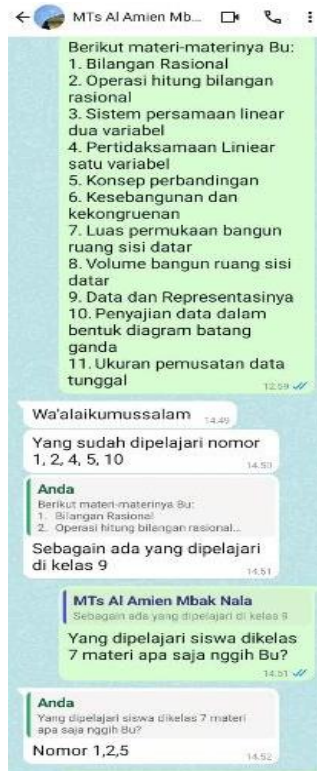 MTs Al Amien Mb...
Berikut materi-materinya Bu:
1. Bilangan Rasional
2. Operasi hitung bilangan
rasional
3. Sistem persamaan linear
dua variabel
4. Pertidaksamaan Liniear
satu variabel
5. Konsep perbandingan
6. Kesebangunan dan
kekongruenan
7. Luas permukaan bangun
ruang sisi datar
8. Volume bangun ruang sisi
datar
9. Data dan Representasinya
10. Penyajian data dalam
bentuk diagram batang
ganda
11. Ukuran pemusatan data
tunggal
12.59
Wa'alaikumussalam
14.49
Yang sudah dipelajari nomor
1, 2, 4, 5, 10
14.50
Anda
Berikut materi-materinya Bu:
1. Bilangan Rasional
2. Operasi hitung bilangan rasional...
Sebagain ada yang dipelajari
di kelas 9
14.51
MTs Al Amien Mbak Nala
Sebagain ada yang dipelajari di kelas 9
Yang dipelajari siswa dikelas
7 materi apa saja nggih Bu?
14.51
Anda
Yang dipelajari siswa dikelas 7 materi
apa saja nggih Bu?
Nomor 1,2,5
14.52